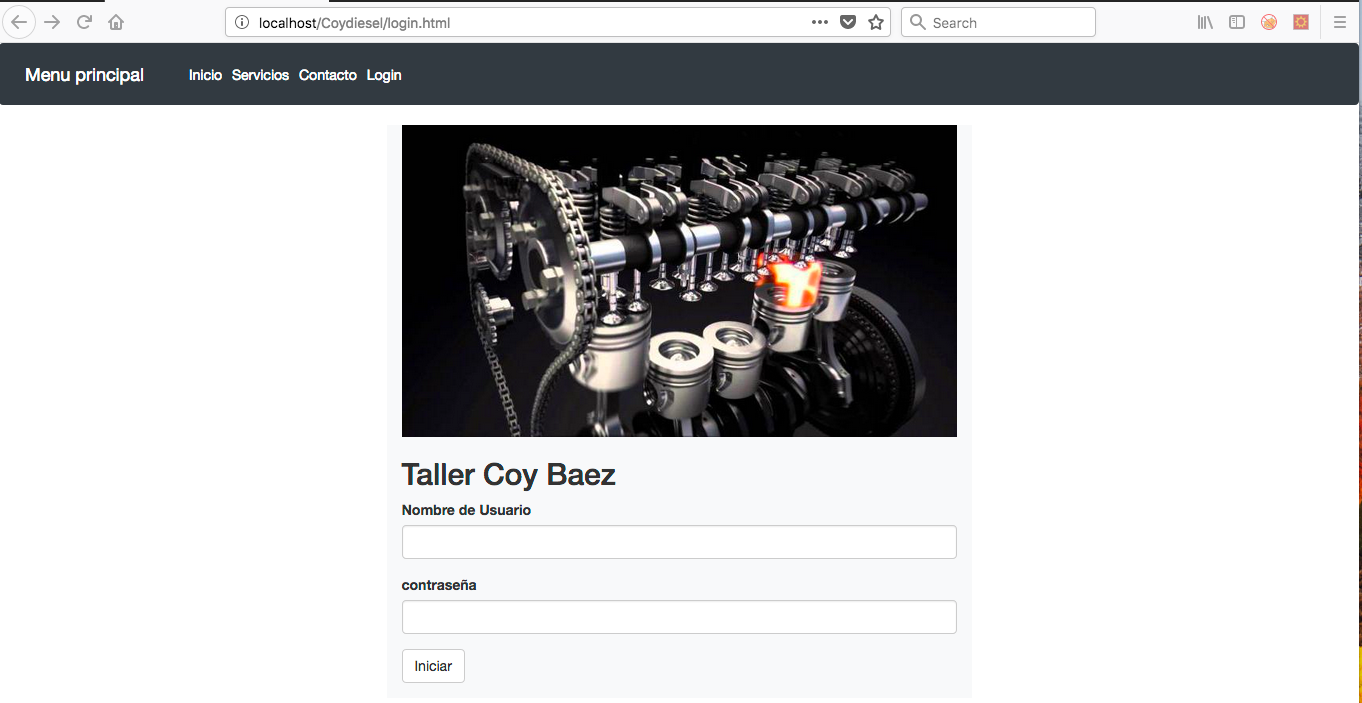 localhost/Coydiesel/login.html
Search
Menu principal Inicio Servicios Contacto Login
Taller Coy Baez
Nombre de Usuario
contraseña
Iniciar